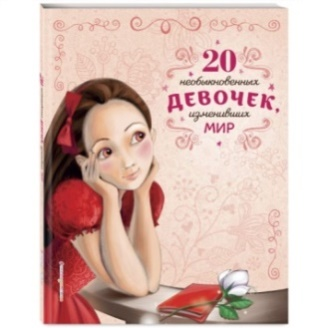 20
необыкновенных
ДЕВОЧЕК,
изменивших
МИР